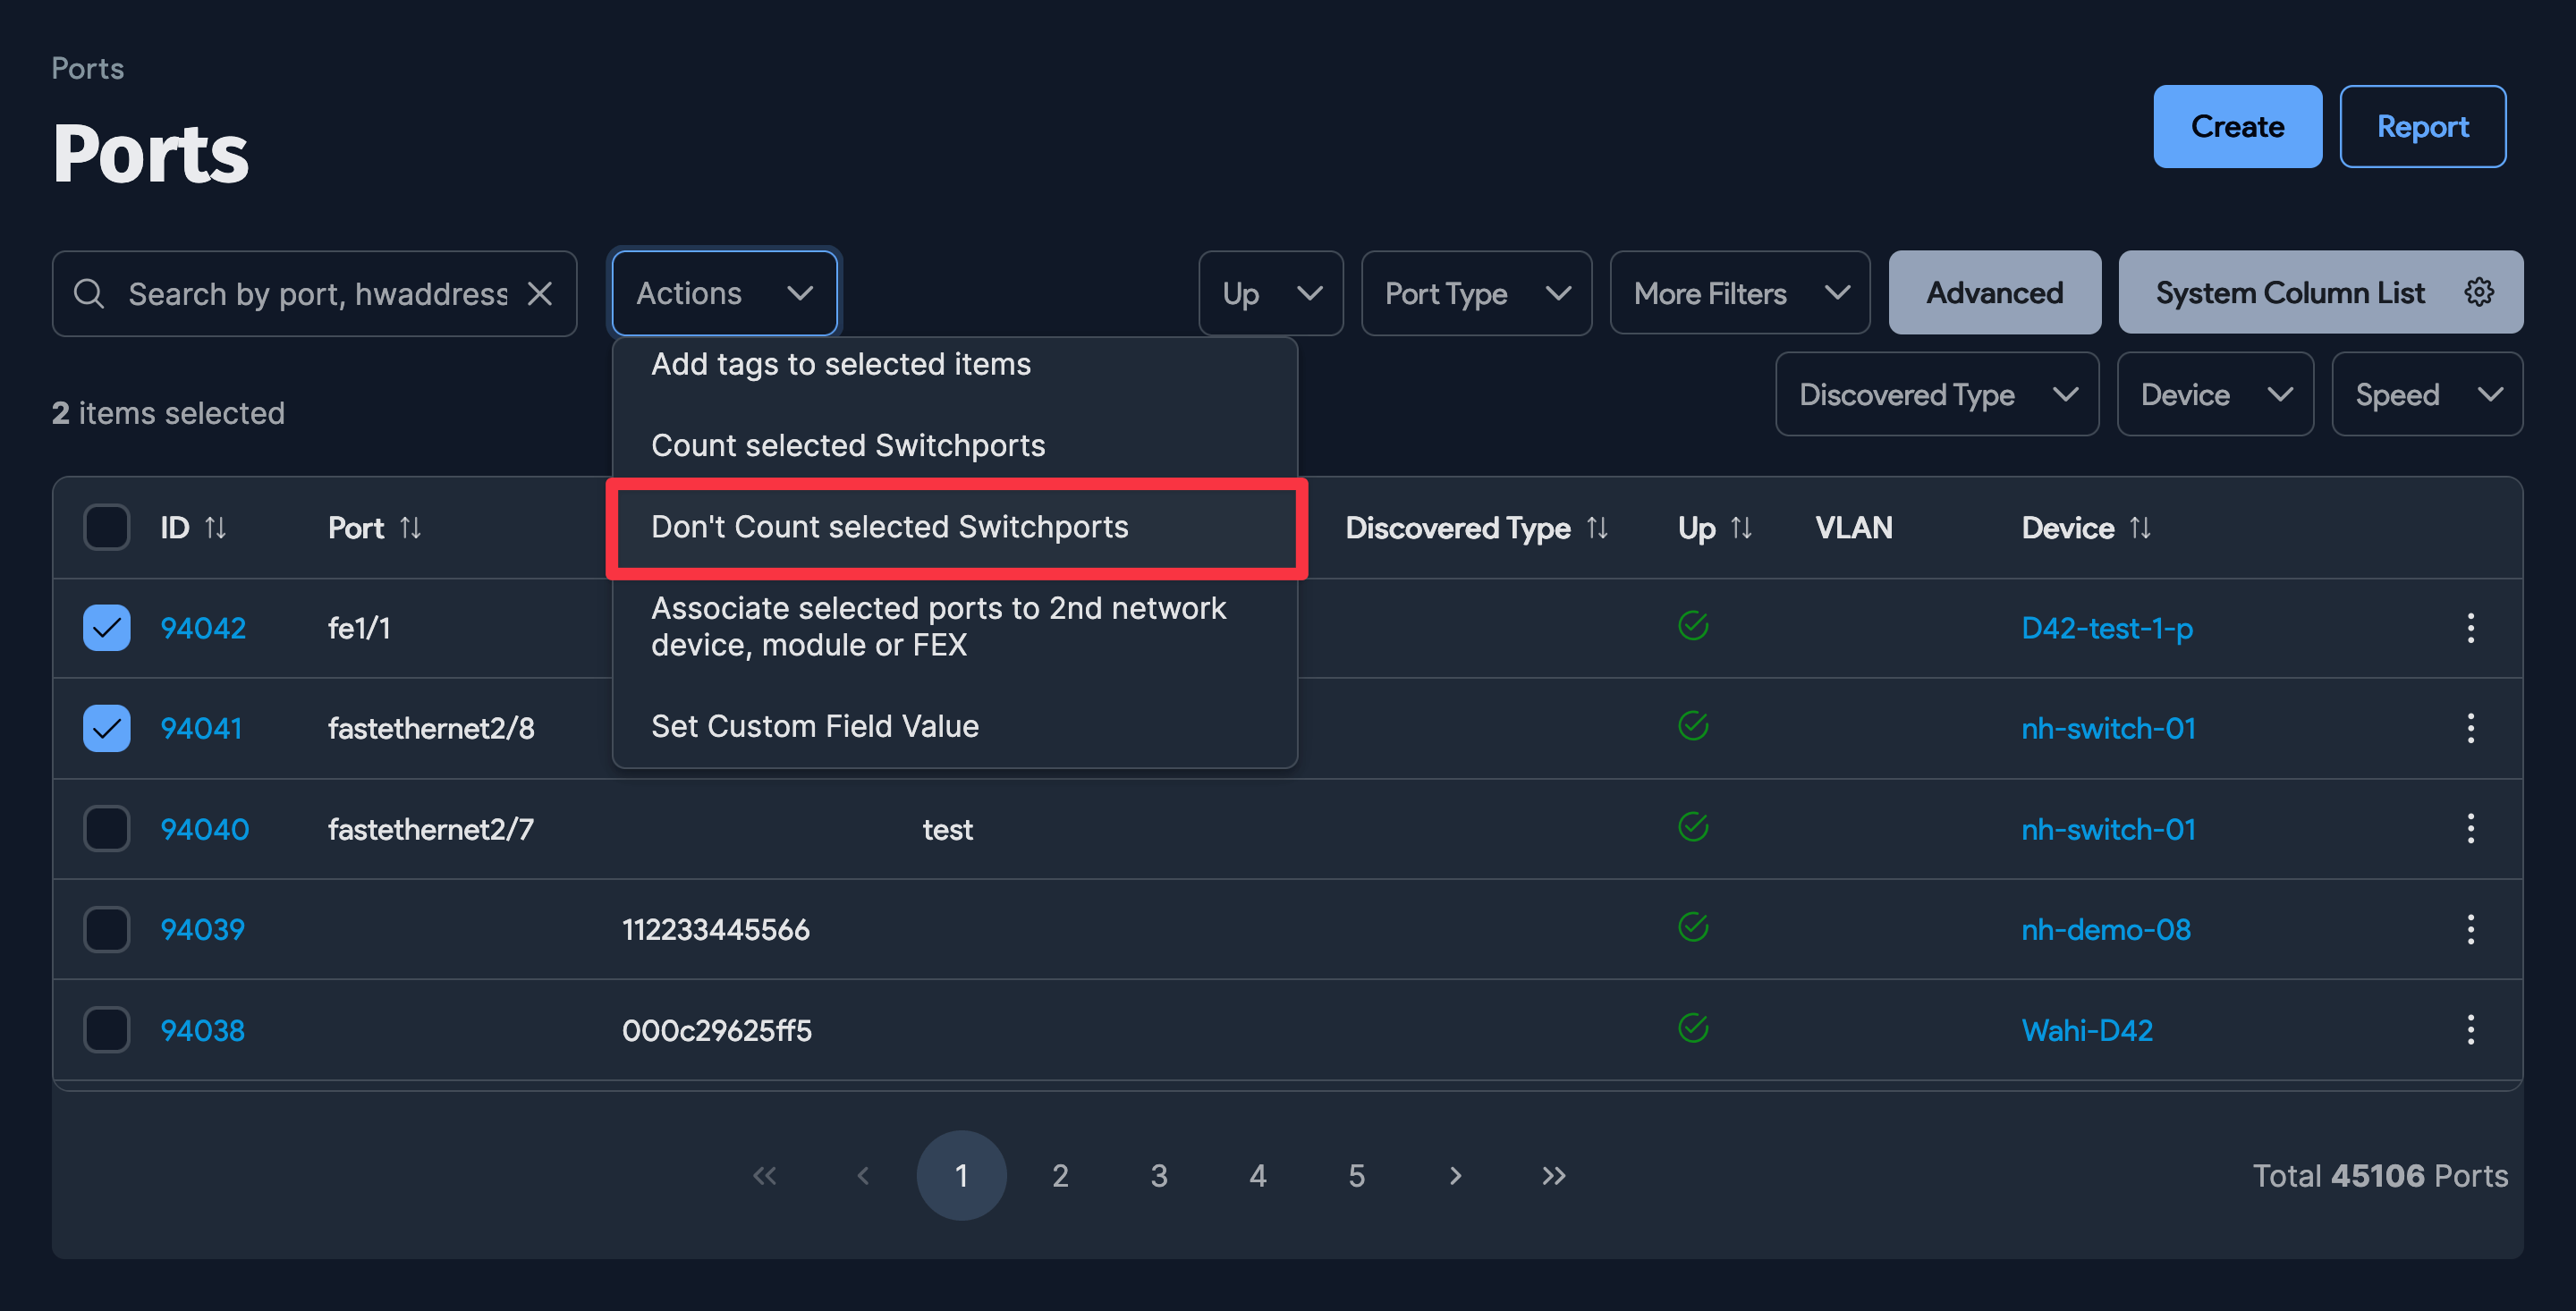 Ports
Ports
Create
Report
Search by port, hwaddress
Actions
Up
Port Type
More Filters
Advanced
System Column List
Add tags to selected items
Discovered Type
Device
Speed
2 items selected
Count selected Switchports
ID
Port
Don't Count selected Switchports
Discovered Type
Up
VLAN
Device
94042
fe1/1
Associate selected ports to 2nd network
device, module or FEX
D42-test-1-p
94041
fastethernet2/8
Set Custom Field Value
nh-switch-01
94040
fastethernet2/7
test
nh-switch-01
94039
112233445566
nh-demo-08
94038
000c29625ff5
Wahi-D42
1
2
3
4
5
Total 45106 Ports